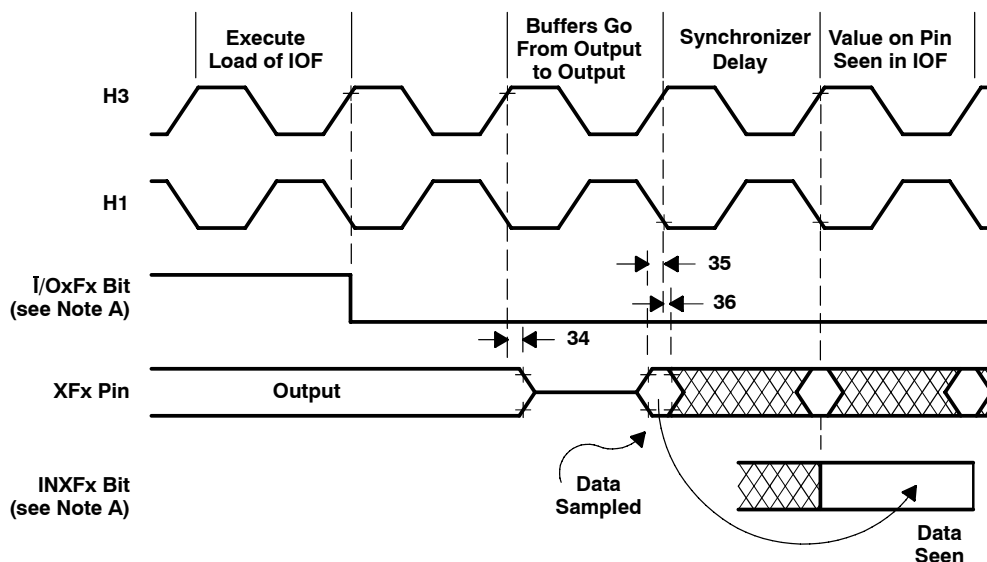 Execute
Load of IOF
Buffers Go
From Output
to Output
Synchronizer
Delay
Value on Pin
Seen in IOF
H3
H1
Ī/OxFx Bit
(see Note A)
35
36
34
XFx Pin
Output
Data
Sampled
INXFx Bit
(see Note A)
Data
Seen